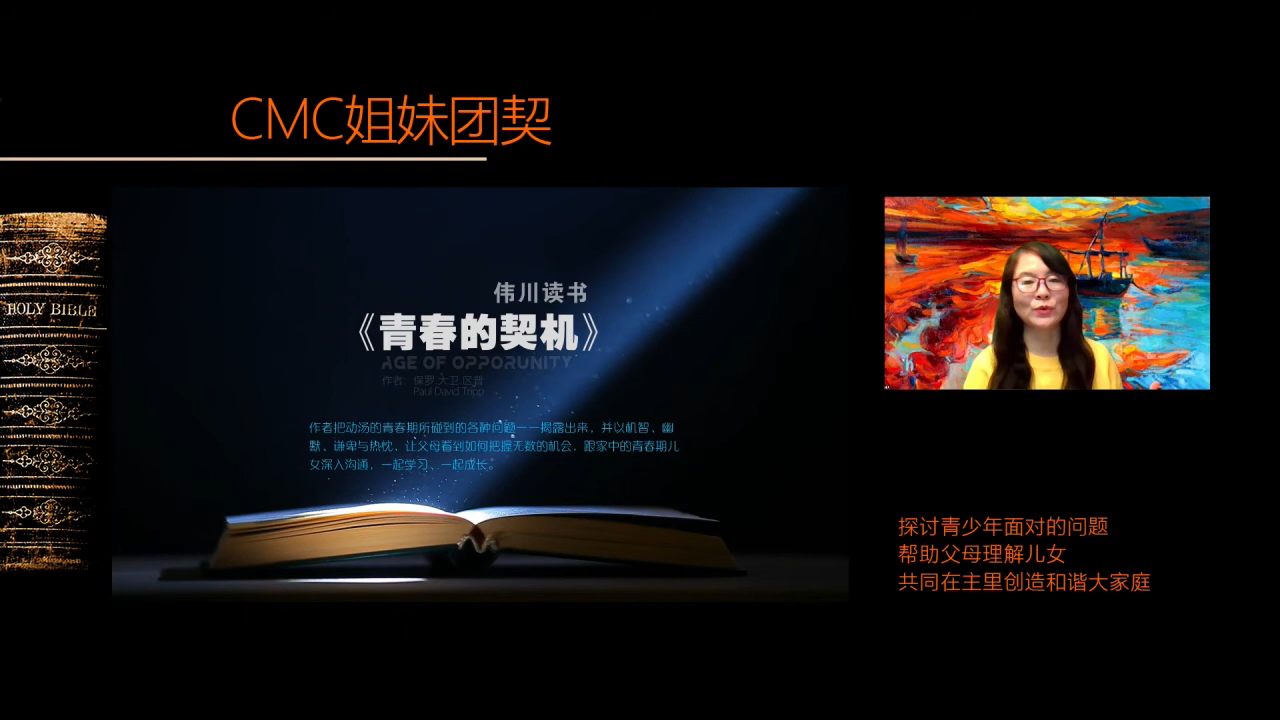 CMC姐妹团契
HOLY BIBLE
伟川读书
《青春的契机》
AGE OF OPPORUNITY
作者：保罗.大卫.区普
Paul David Tripp
作者把动荡的青春期所碰到的各种问题一一揭露出来，并以机智、幽
默、谦卑与热忱，让父母看到如何把握无数的机会，跟家中的青春期儿
女深入沟通，一起学习、一起成长。
探讨青少年面对的问题
帮助父母理解儿女
共同在主里创造和谐大家庭